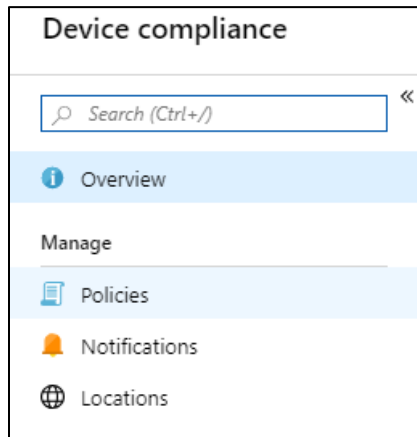 Device compliance
«
Search (Ctrl+/)
Overview
Manage
Policies
Notifications
Locations